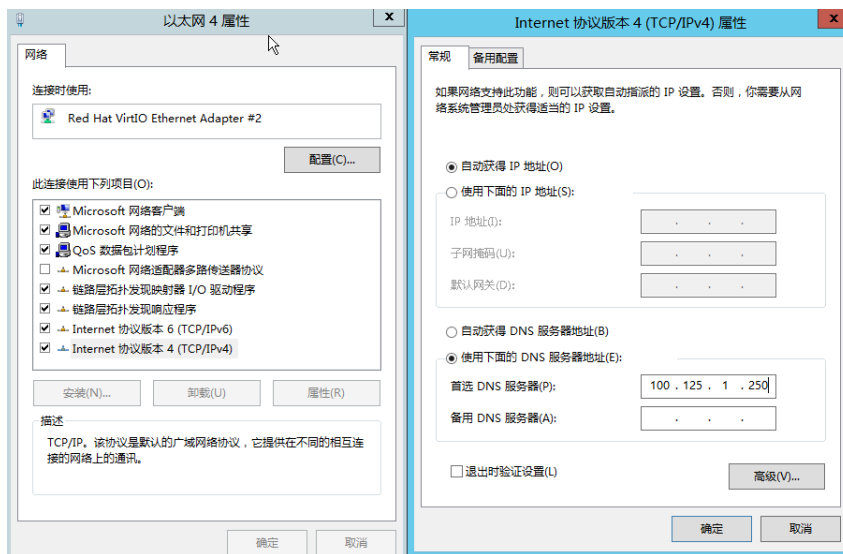 以太网 4 属性
x
网络
连接时使用:
Red Hat VirtIO Ethernet Adapter #2
配置(C)...
此连接使用下列项目(O):
Microsoft 网络客户端
Microsoft 网络的文件和打印机共享
QoS 数据包计划程序
Microsoft 网络适配器多路传送器协议
链路层拓扑发现映射器 I/O 驱动程序
链路层拓扑发现响应程序
Internet 协议版本 6 (TCP/IPv6)
Internet 协议版本 4 (TCP/IPv4)
安装(N)...
卸载(U)
属性(R)
描述
TCP/IP。该协议是默认的广域网络协议，它提供在不同的相互连
接的网络上的通讯。
确定
取消
Internet 协议版本 4 (TCP/IPv4) 属性
x
常规
备用配置
如果网络支持此功能，则可以获取自动指派的 IP 设置。否则，你需要从网
络系统管理员处获得适当的 IP 设置。
自动获得 IP 地址(O)
使用下面的 IP 地址(S):
IP 地址(I):
. . .
子网掩码(U):
. . .
默认网关(D):
. . .
自动获得 DNS 服务器地址(B)
使用下面的 DNS 服务器地址(E):
首选 DNS 服务器(P):
100 . 125 . 1 . 250
备用 DNS 服务器(A):
. . .
退出时验证设置(L)
高级(V)...
确定
取消